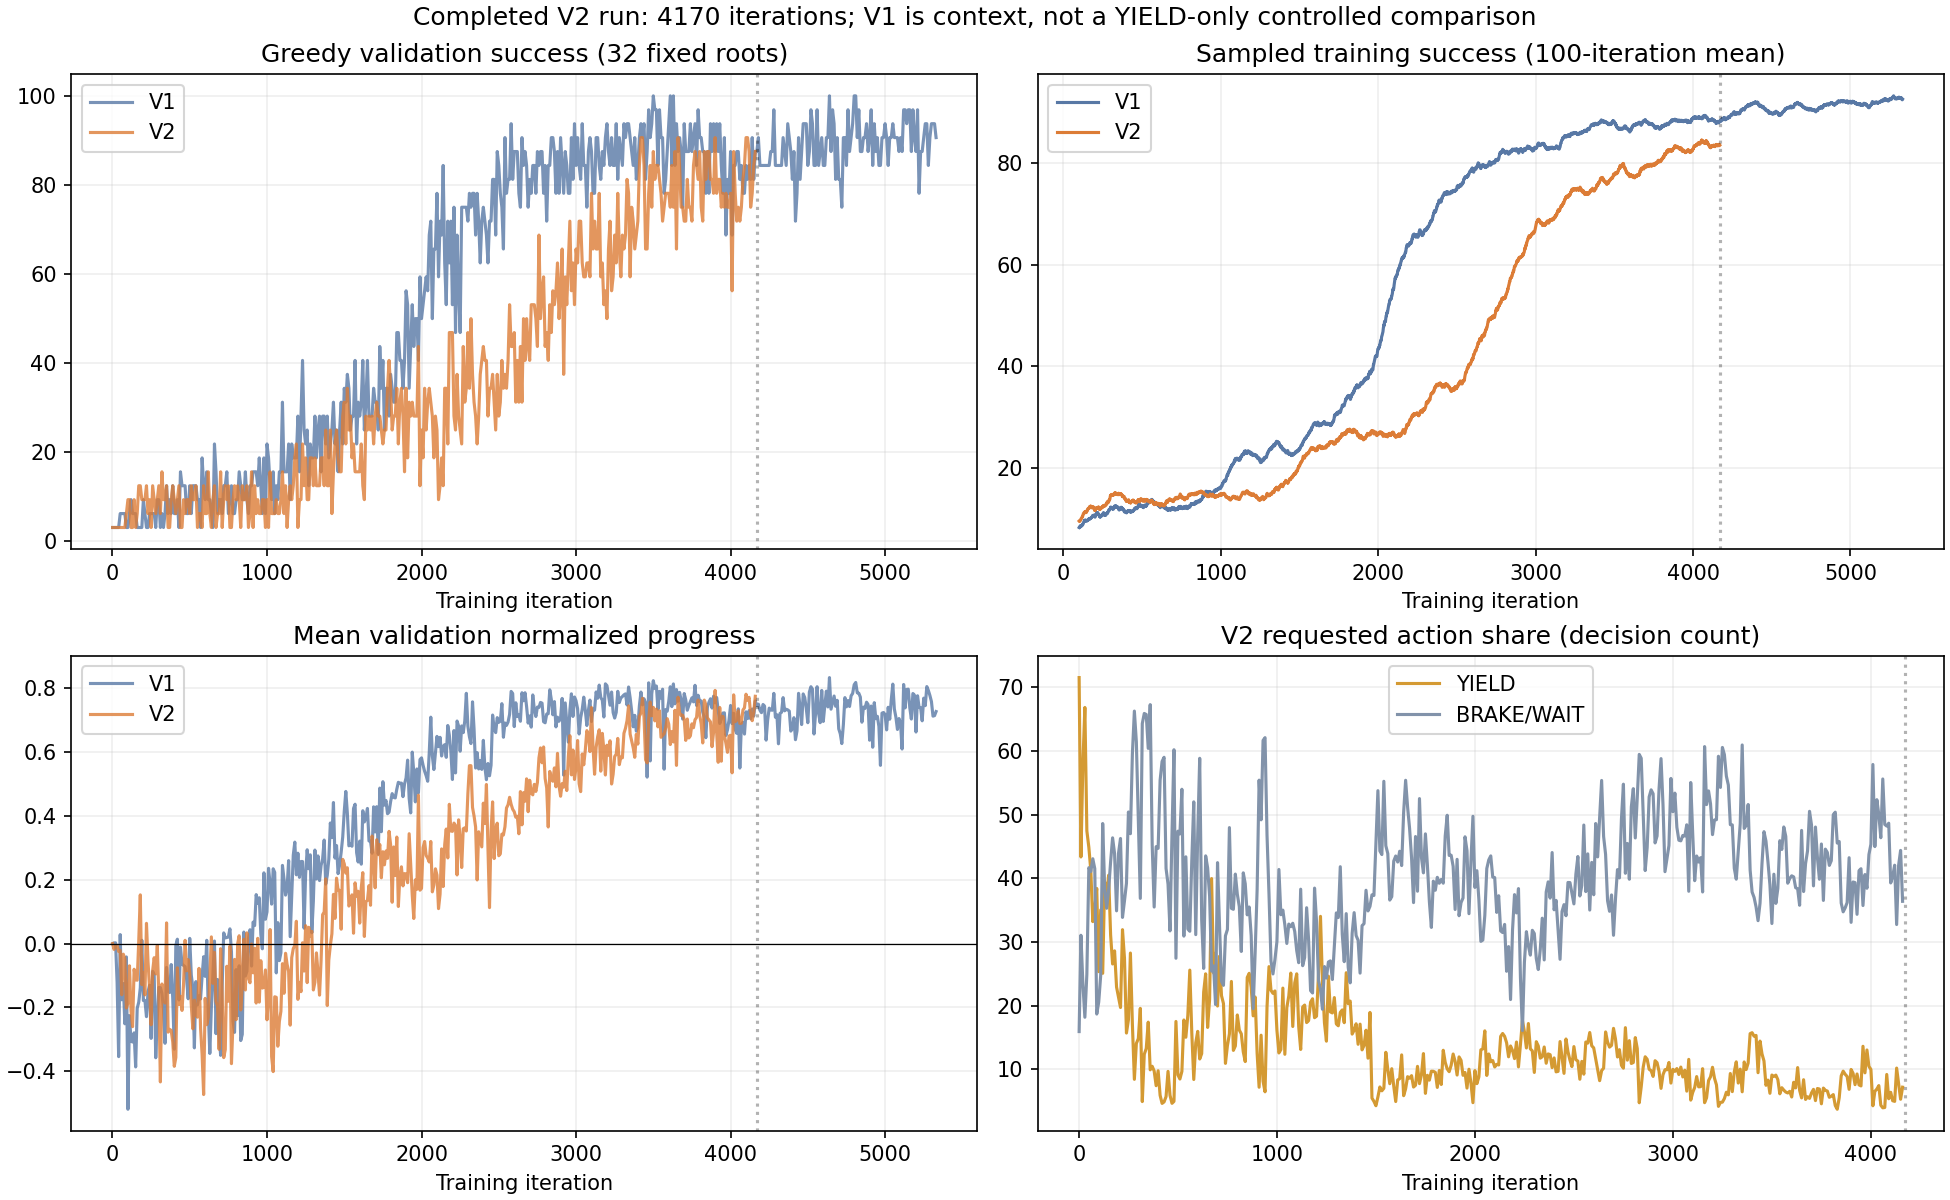 Completed V2 run: 4170 iterations; V1 is context, not a YIELD-only controlled comparison
Greedy validation success (32 fixed roots)
V1
V2
100
80
60
40
20
0
0 1000 2000 3000 4000 5000
Training iteration
Sampled training success (100-iteration mean)
V1
V2
80
60
40
20
0 1000 2000 3000 4000 5000
Training iteration
Mean validation normalized progress
V1
V2
0.8
0.6
0.4
0.2
0.0
−0.2
−0.4
0 1000 2000 3000 4000 5000
Training iteration
V2 requested action share (decision count)
YIELD
BRAKE/WAIT
70
60
50
40
30
20
10
0 1000 2000 3000 4000
Training iteration